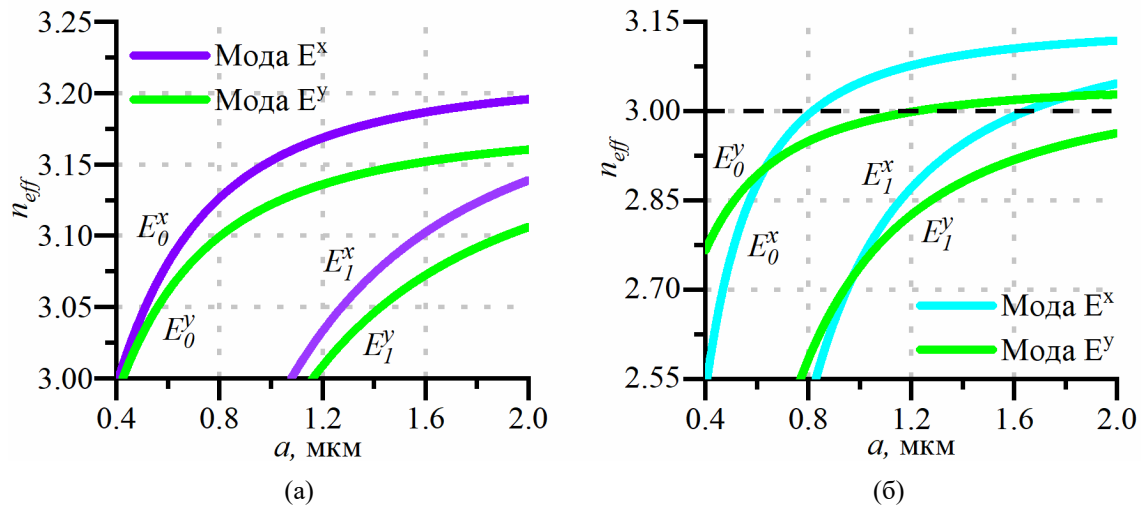 3.25
3.20
3.15
3.10
3.05
3.00
n_eff
Мода E^x
Мода E^y
E_0^x
E_0^y
E_1^x
E_1^y
0.4 0.8 1.2 1.6 2.0
a, мкм
(а)
3.15
3.00
2.85
2.70
2.55
n_eff
E_0^y
E_0^x
E_1^x
E_1^y
Мода E^x
Мода E^y
0.4 0.8 1.2 1.6 2.0
a, мкм
(б)